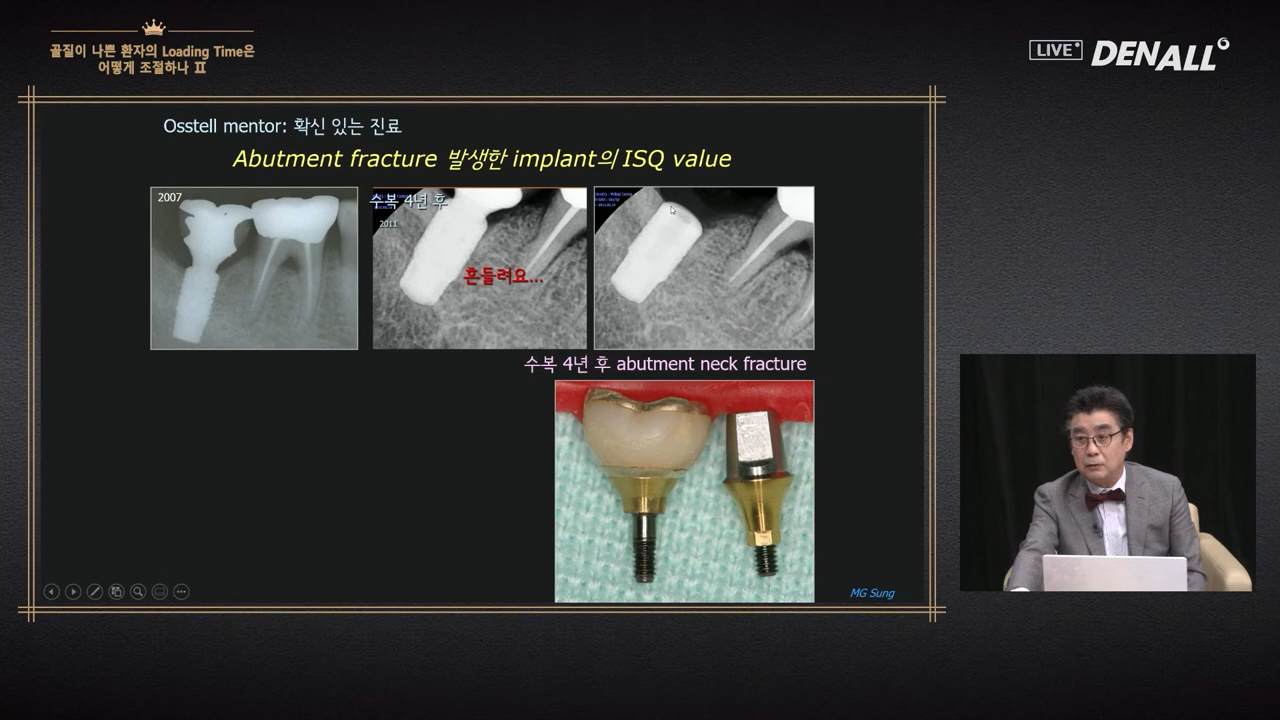 골질이 나쁜 환자의 Loading Time은
어떻게 조절하나 Ⅱ
LIVE
DENALL
Osstell mentor: 확신 있는 진료
Abutment fracture 발생한 implant의 ISQ value
2007
수복 4년 후
2011
흔들려요...
수복 4년 후 abutment neck fracture
MG Sung